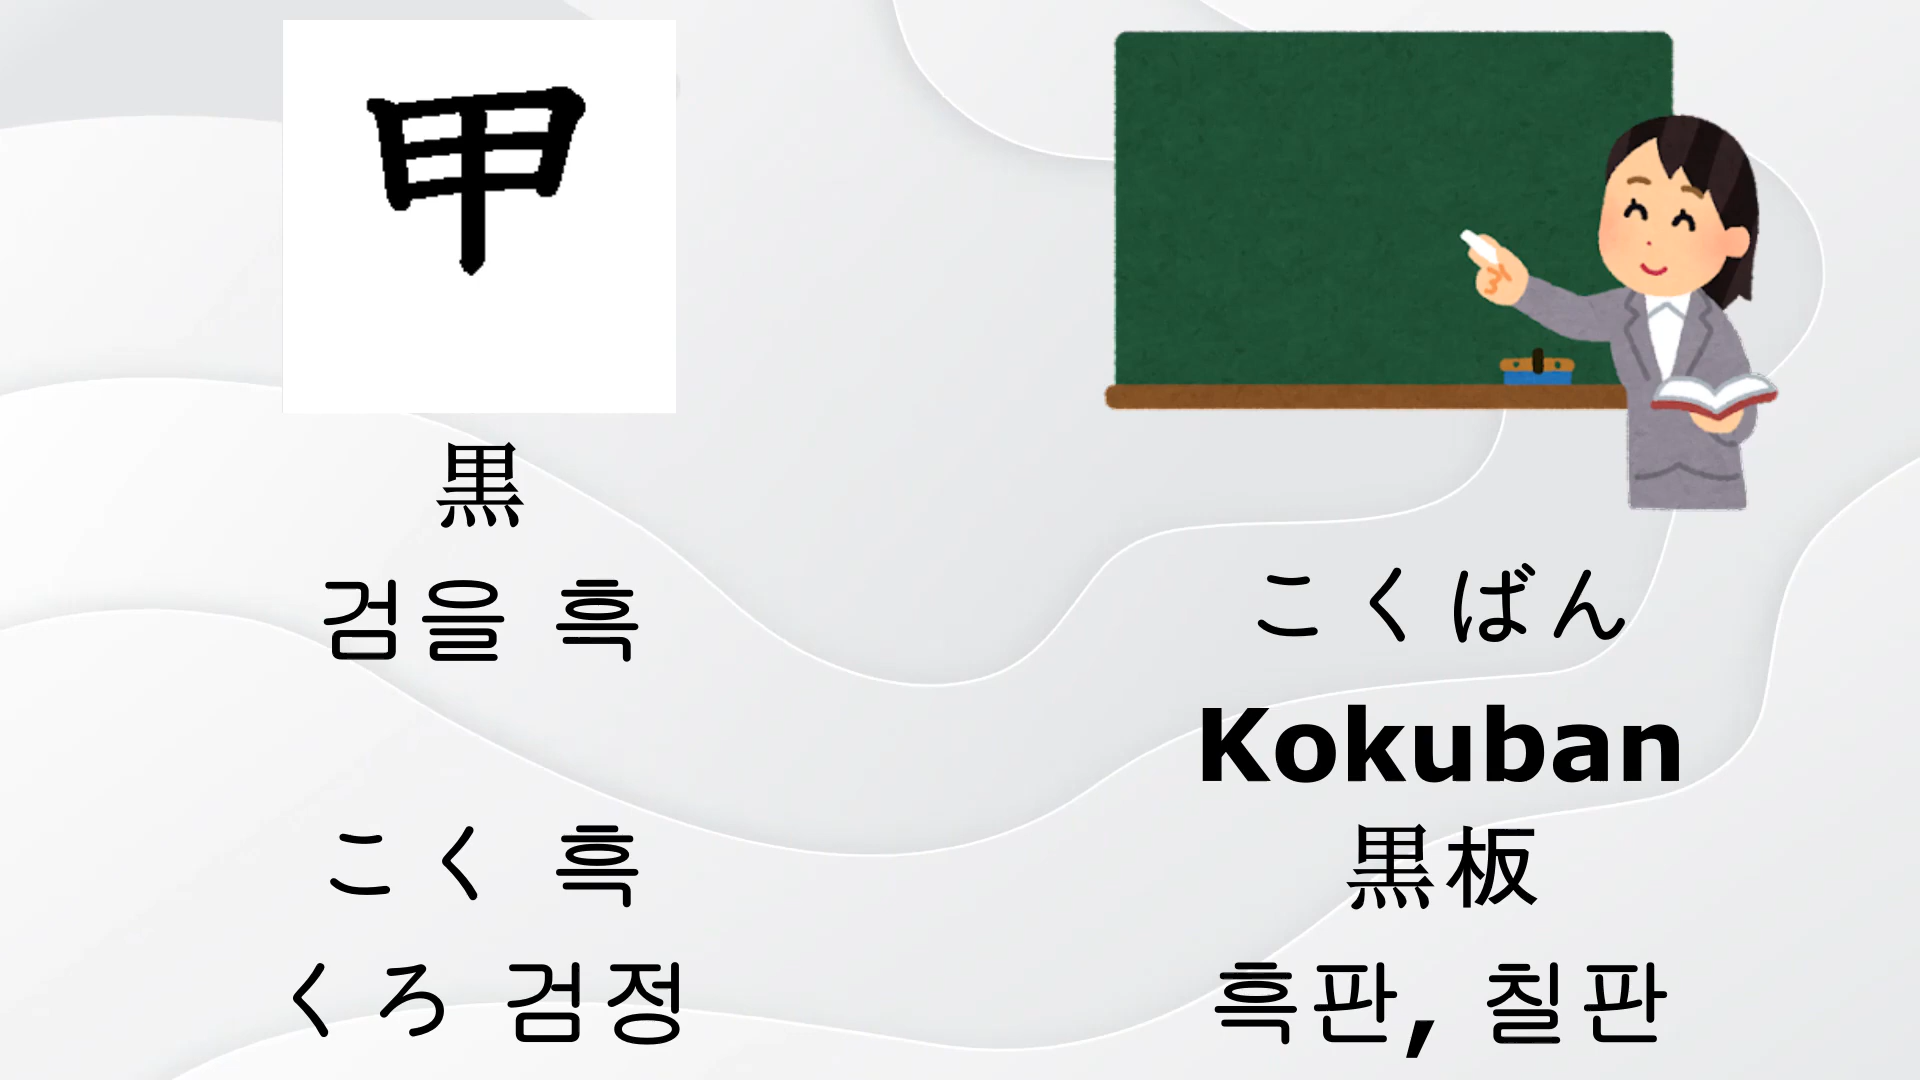 甲
黒
검을 흑
こく 흑
くろ 검정
こくばん
Kokuban
黒板
흑판, 칠판